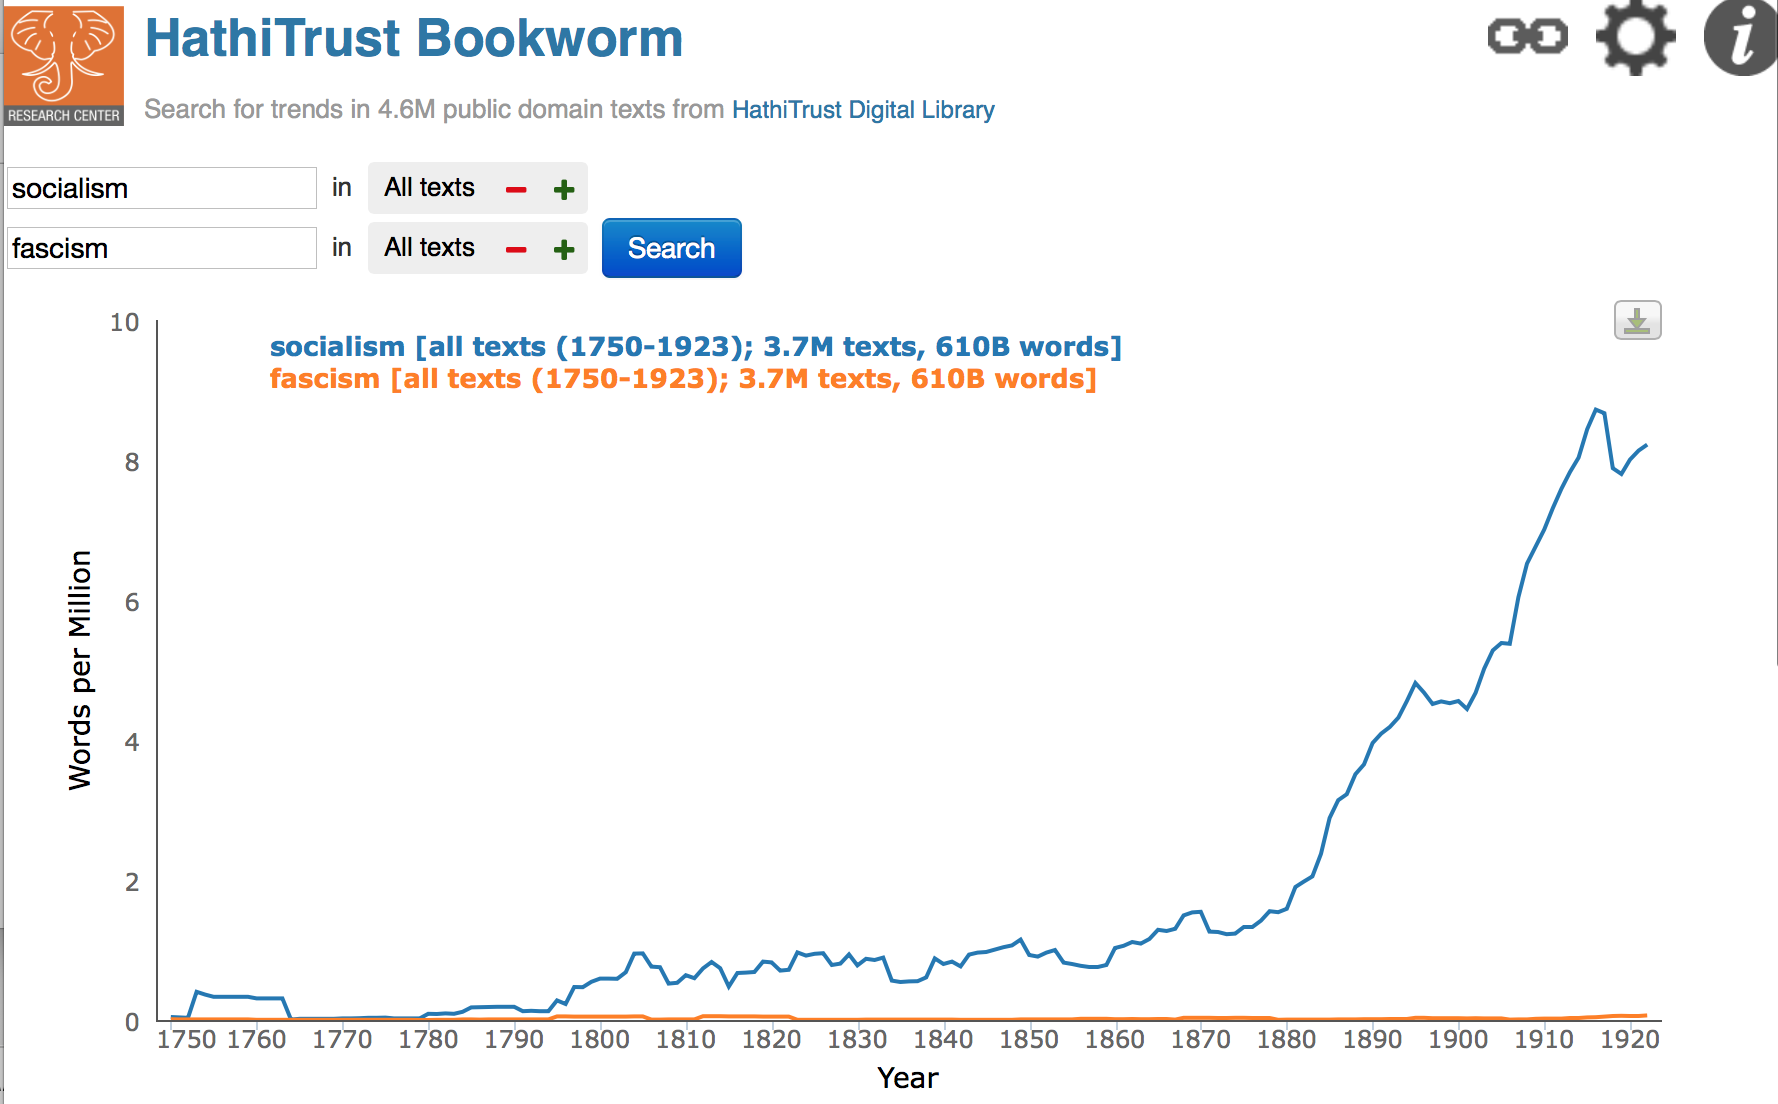 HathiTrust Bookworm
RESEARCH CENTER
Search for trends in 4.6M public domain texts from HathiTrust Digital Library
socialism in All texts − +
fascism in All texts − + Search
socialism [all texts (1750-1923); 3.7M texts, 610B words]
fascism [all texts (1750-1923); 3.7M texts, 610B words]
10
8
6
4
2
0
Words per Million
1750 1760 1770 1780 1790 1800 1810 1820 1830 1840 1850 1860 1870 1880 1890 1900 1910 1920
Year